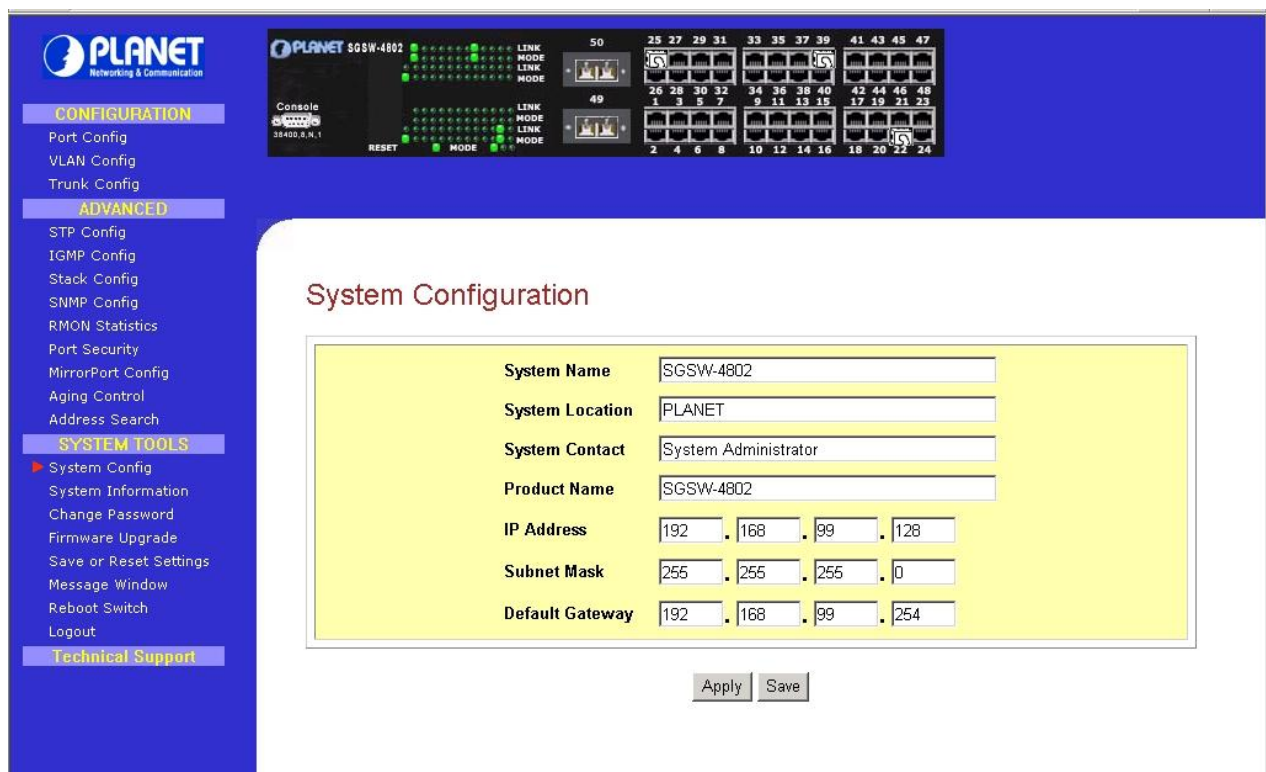 PLANET
Networking & Communication
CONFIGURATION
Port Config
VLAN Config
Trunk Config
ADVANCED
STP Config
IGMP Config
Stack Config
SNMP Config
RMON Statistics
Port Security
MirrorPort Config
Aging Control
Address Search
SYSTEM TOOLS
System Config
System Information
Change Password
Firmware Upgrade
Save or Reset Settings
Message Window
Reboot Switch
Logout
Technical Support
PLANET SGSW-4802
LINK
MODE
LINK
MODE
Console
38400,8,N,1
LINK
MODE
LINK
MODE
RESET MODE
50
49
25 27 29 31 33 35 37 39 41 43 45 47
26 28 30 32 34 36 38 40 42 44 46 48
1 3 5 7 9 11 13 15 17 19 21 23
2 4 6 8 10 12 14 16 18 20 22 24
System Configuration
System Name SGSW-4802
System Location PLANET
System Contact System Administrator
Product Name SGSW-4802
IP Address 192 . 168 . 99 . 128
Subnet Mask 255 . 255 . 255 . 0
Default Gateway 192 . 168 . 99 . 254
Apply Save